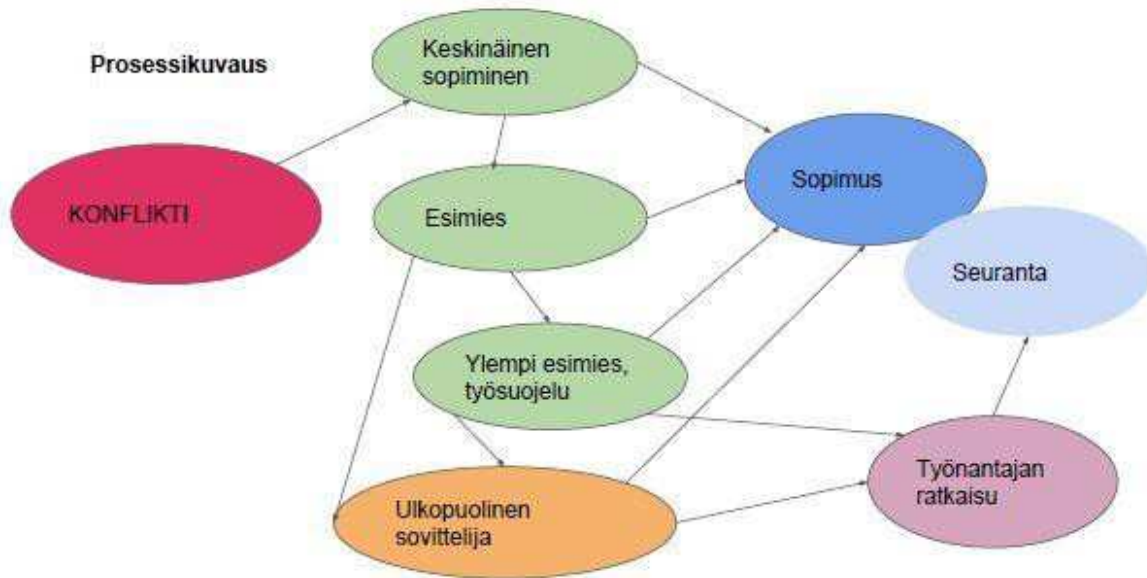 Prosessikuvaus
Keskinäinen
sopiminen
KONFLIKTI
Esimies
Sopimus
Seuranta
Ylempi esimies,
työsuojelu
Työnantajan
ratkaisu
Ulkopuolinen
sovittelija